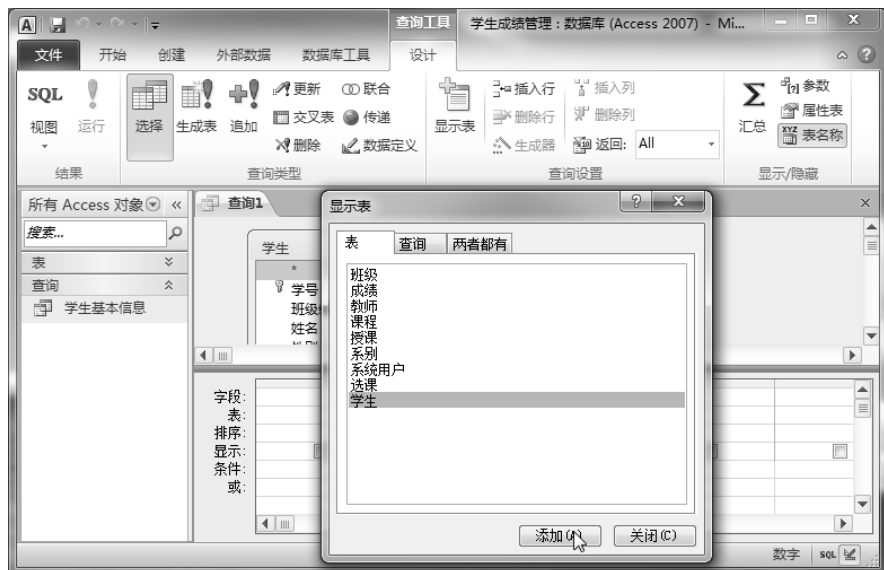 A
查询工具
学生成绩管理：数据库 (Access 2007) - Mi...
文件 开始 创建 外部数据 数据库工具 设计
SQL
视图
运行
选择
生成表
追加
更新
交叉表
删除
联合
传递
数据定义
显示表
插入行
删除行
生成器
插入列
删除列
返回: All
Σ
汇总
参数
属性表
XYZ 表名称
结果 查询类型 查询设置 显示/隐藏
所有 Access 对象 «
搜索...
表
查询
学生基本信息
查询1
学生
*
学号
班级
姓名
字段:
表:
排序:
显示:
条件:
或:
显示表
表 查询 两者都有
班级
成绩
教师
课程
授课
系别
系统用户
选课
学生
添加(A) 关闭(C)
数字 SQL